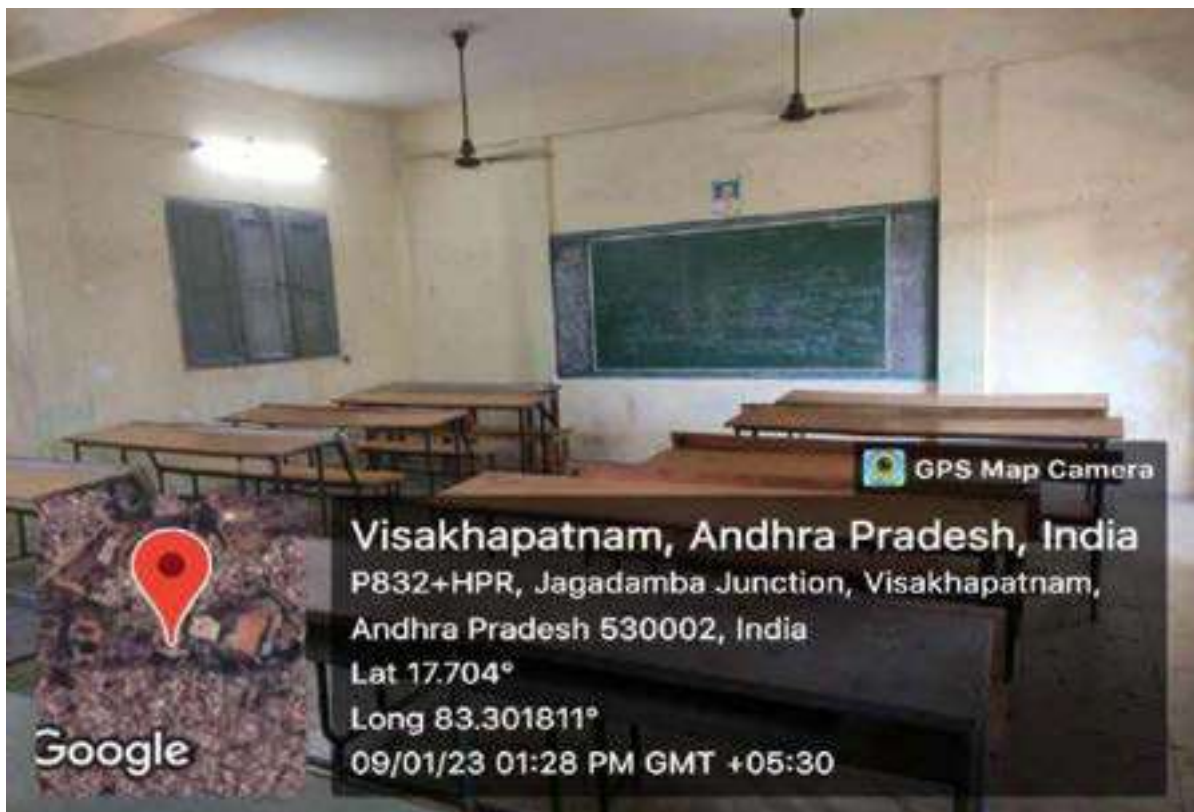 GPS Map Camera
Visakhapatnam, Andhra Pradesh, India
P832+HPR, Jagadamba Junction, Visakhapatnam,
Andhra Pradesh 530002, India
Lat 17.704°
Long 83.301811°
09/01/23 01:28 PM GMT +05:30
Google